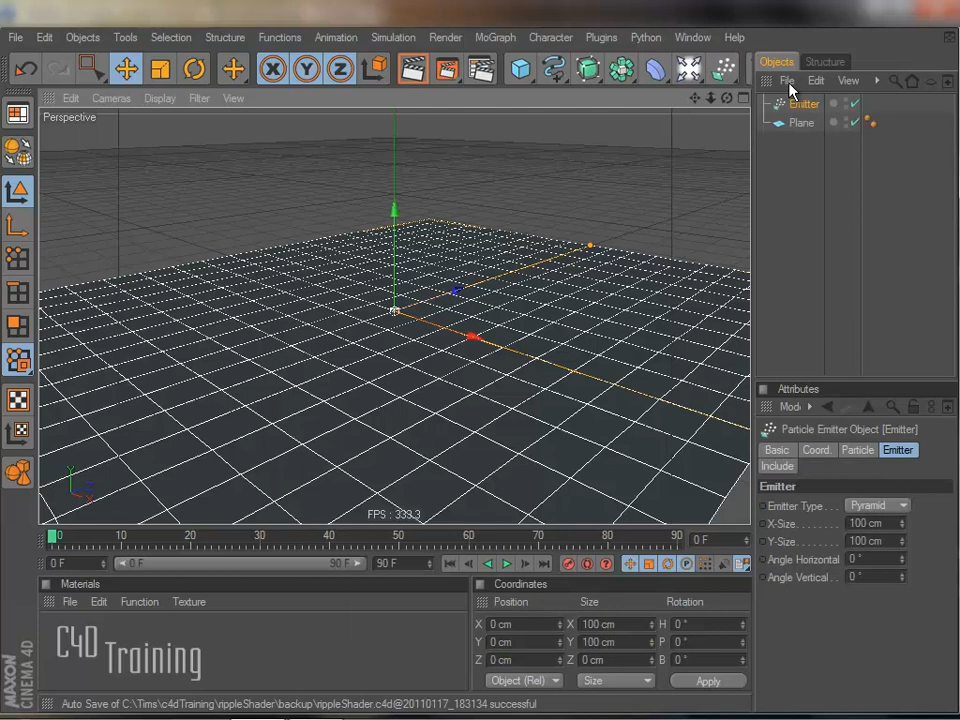 File Edit Objects Tools Selection Structure Functions Animation Simulation Render MoGraph Character Plugins Python Window Help
X Y Z
Objects Structure
File Edit View
Edit Cameras Display Filter View
Perspective
Emitter
Plane
Y
Z
X
FPS : 333.3
Attributes
Mode
Particle Emitter Object [Emitter]
Basic Coord. Particle Emitter
Include
Emitter
Emitter Type . . . Pyramid
X-Size. . . . . . . . 100 cm
Y-Size. . . . . . . . 100 cm
Angle Horizontal 0 °
Angle Vertical. . . 0 °
0 10 20 30 40 50 60 70 80 90 0 F
0 F 0 F 90 F 90 F
Materials
File Edit Function Texture
C4D Training
Coordinates
Position Size Rotation
X 0 cm X 100 cm H 0 °
Y 0 cm Y 100 cm P 0 °
Z 0 cm Z 0 cm B 0 °
Object (Rel) Size Apply
MAXON
CINEMA 4D
Auto Save of C:\Tims\c4dTraining\rippleShader\backup\rippleShader.c4d@20110117_183134 successful